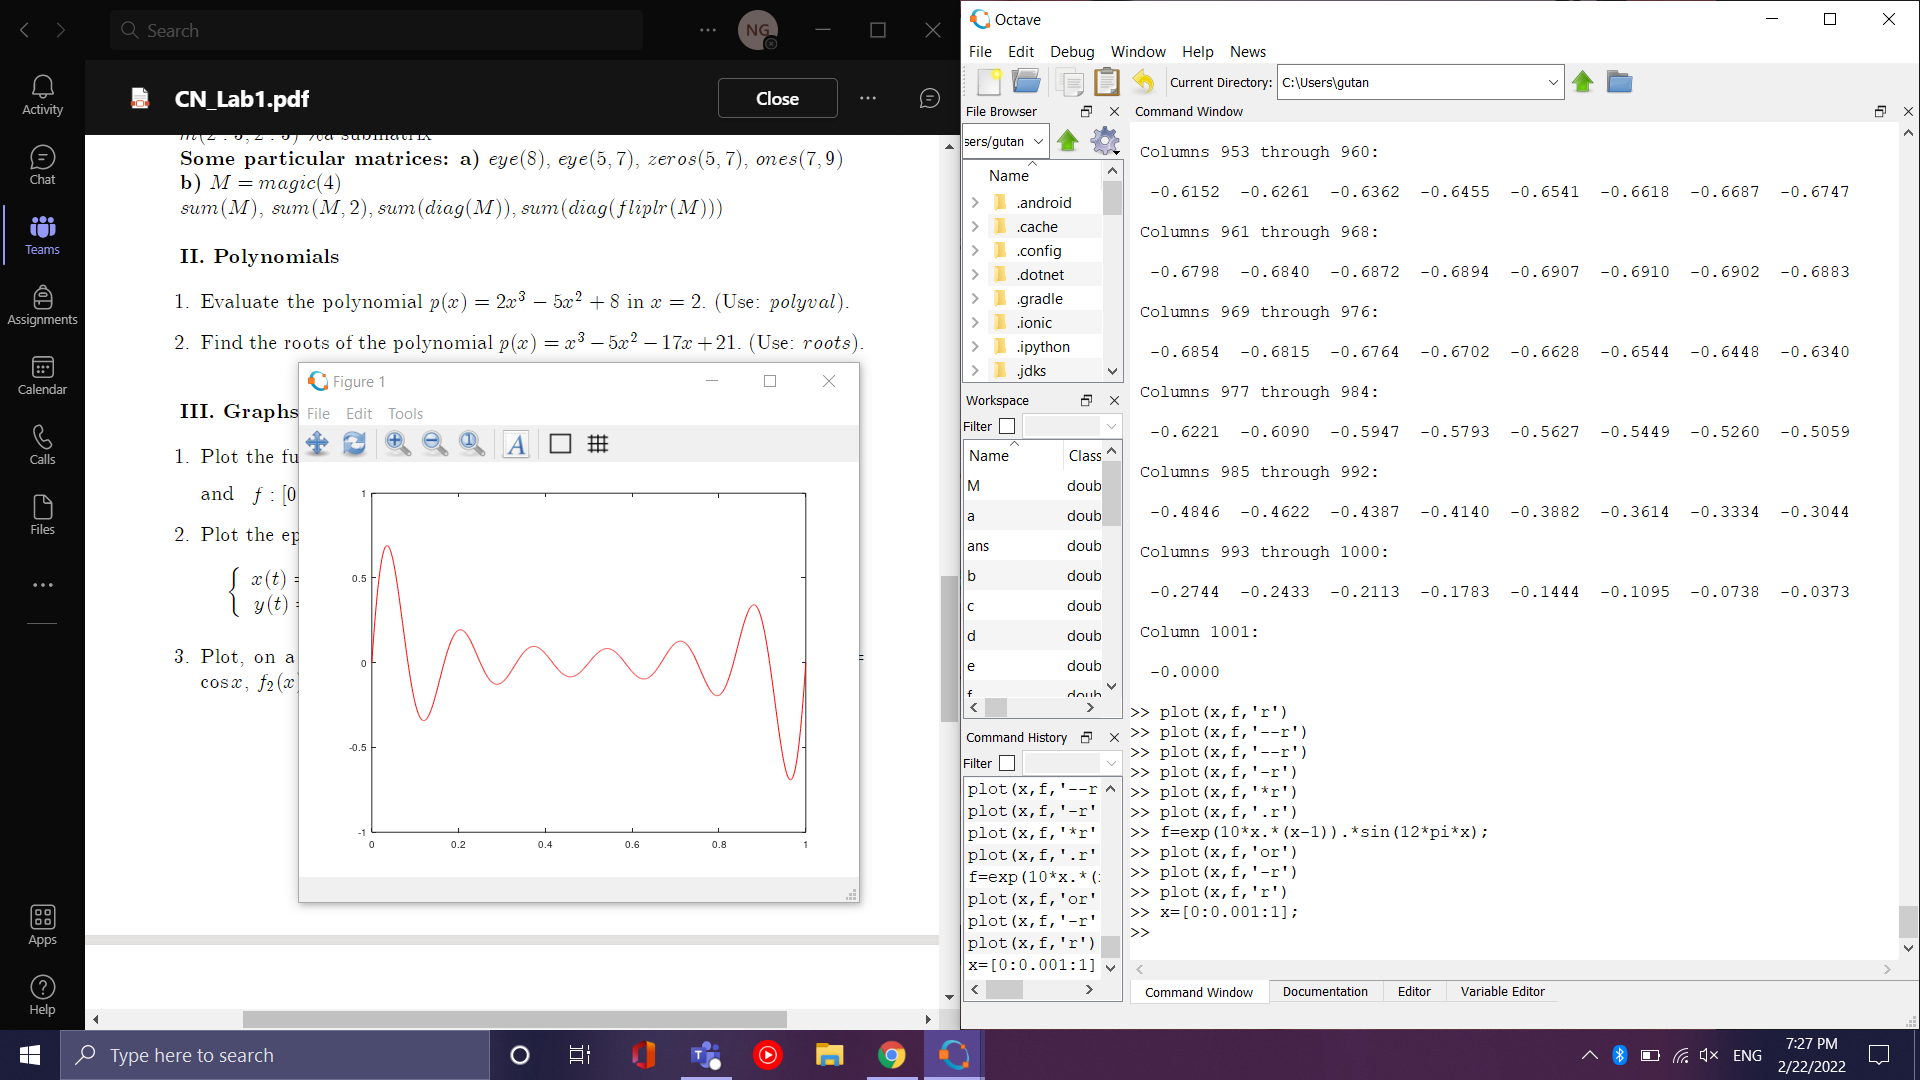 Search
NG
Activity
Chat
Teams
Assignments
Calendar
Calls
Files
Apps
Help
CN_Lab1.pdf
Close
Some particular matrices: a) eye(8), eye(5,7), zeros(5,7), ones(7,9)
b) M = magic(4)
sum(M), sum(M,2), sum(diag(M)), sum(diag(fliplr(M)))
II. Polynomials
1. Evaluate the polynomial p(x) = 2x³ − 5x² + 8 in x = 2. (Use: polyval).
2. Find the roots of the polynomial p(x) = x³ − 5x² − 17x + 21. (Use: roots).
III. Graphs
1. Plot the fu
and f : [0
2. Plot the ep
x(t) =
y(t) =
3. Plot, on a =
cos x, f₂(x)
Figure 1
File Edit Tools
1
0.5
0
-0.5
-1
0 0.2 0.4 0.6 0.8 1
Octave
File Edit Debug Window Help News
Current Directory: C:\Users\gutan
File Browser
sers/gutan
Name
.android
.cache
.config
.dotnet
.gradle
.ionic
.ipython
.jdks
Workspace
Filter
Name Class
M doub
a doub
ans doub
b doub
c doub
d doub
e doub
f doub
Command History
Filter
plot(x,f,'--r
plot(x,f,'-r'
plot(x,f,'*r'
plot(x,f,'.r'
f=exp(10*x.*(
plot(x,f,'or'
plot(x,f,'-r'
plot(x,f,'r')
x=[0:0.001:1]
Command Window
Columns 953 through 960:
-0.6152 -0.6261 -0.6362 -0.6455 -0.6541 -0.6618 -0.6687 -0.6747
Columns 961 through 968:
-0.6798 -0.6840 -0.6872 -0.6894 -0.6907 -0.6910 -0.6902 -0.6883
Columns 969 through 976:
-0.6854 -0.6815 -0.6764 -0.6702 -0.6628 -0.6544 -0.6448 -0.6340
Columns 977 through 984:
-0.6221 -0.6090 -0.5947 -0.5793 -0.5627 -0.5449 -0.5260 -0.5059
Columns 985 through 992:
-0.4846 -0.4622 -0.4387 -0.4140 -0.3882 -0.3614 -0.3334 -0.3044
Columns 993 through 1000:
-0.2744 -0.2433 -0.2113 -0.1783 -0.1444 -0.1095 -0.0738 -0.0373
Column 1001:
-0.0000
>> plot(x,f,'r')
>> plot(x,f,'--r')
>> plot(x,f,'--r')
>> plot(x,f,'-r')
>> plot(x,f,'*r')
>> plot(x,f,'.r')
>> f=exp(10*x.*(x-1)).*sin(12*pi*x);
>> plot(x,f,'or')
>> plot(x,f,'-r')
>> plot(x,f,'r')
>> x=[0:0.001:1];
>>
Command Window Documentation Editor Variable Editor
Type here to search
ENG
7:27 PM
2/22/2022